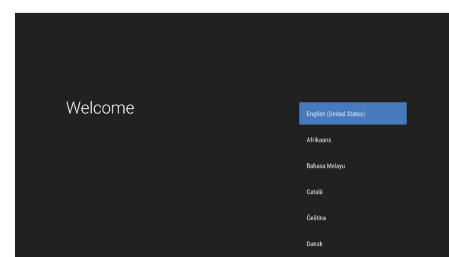 Welcome
English (United States)
Afrikaans
Bahasa Melayu
Català
Čeština
Dansk